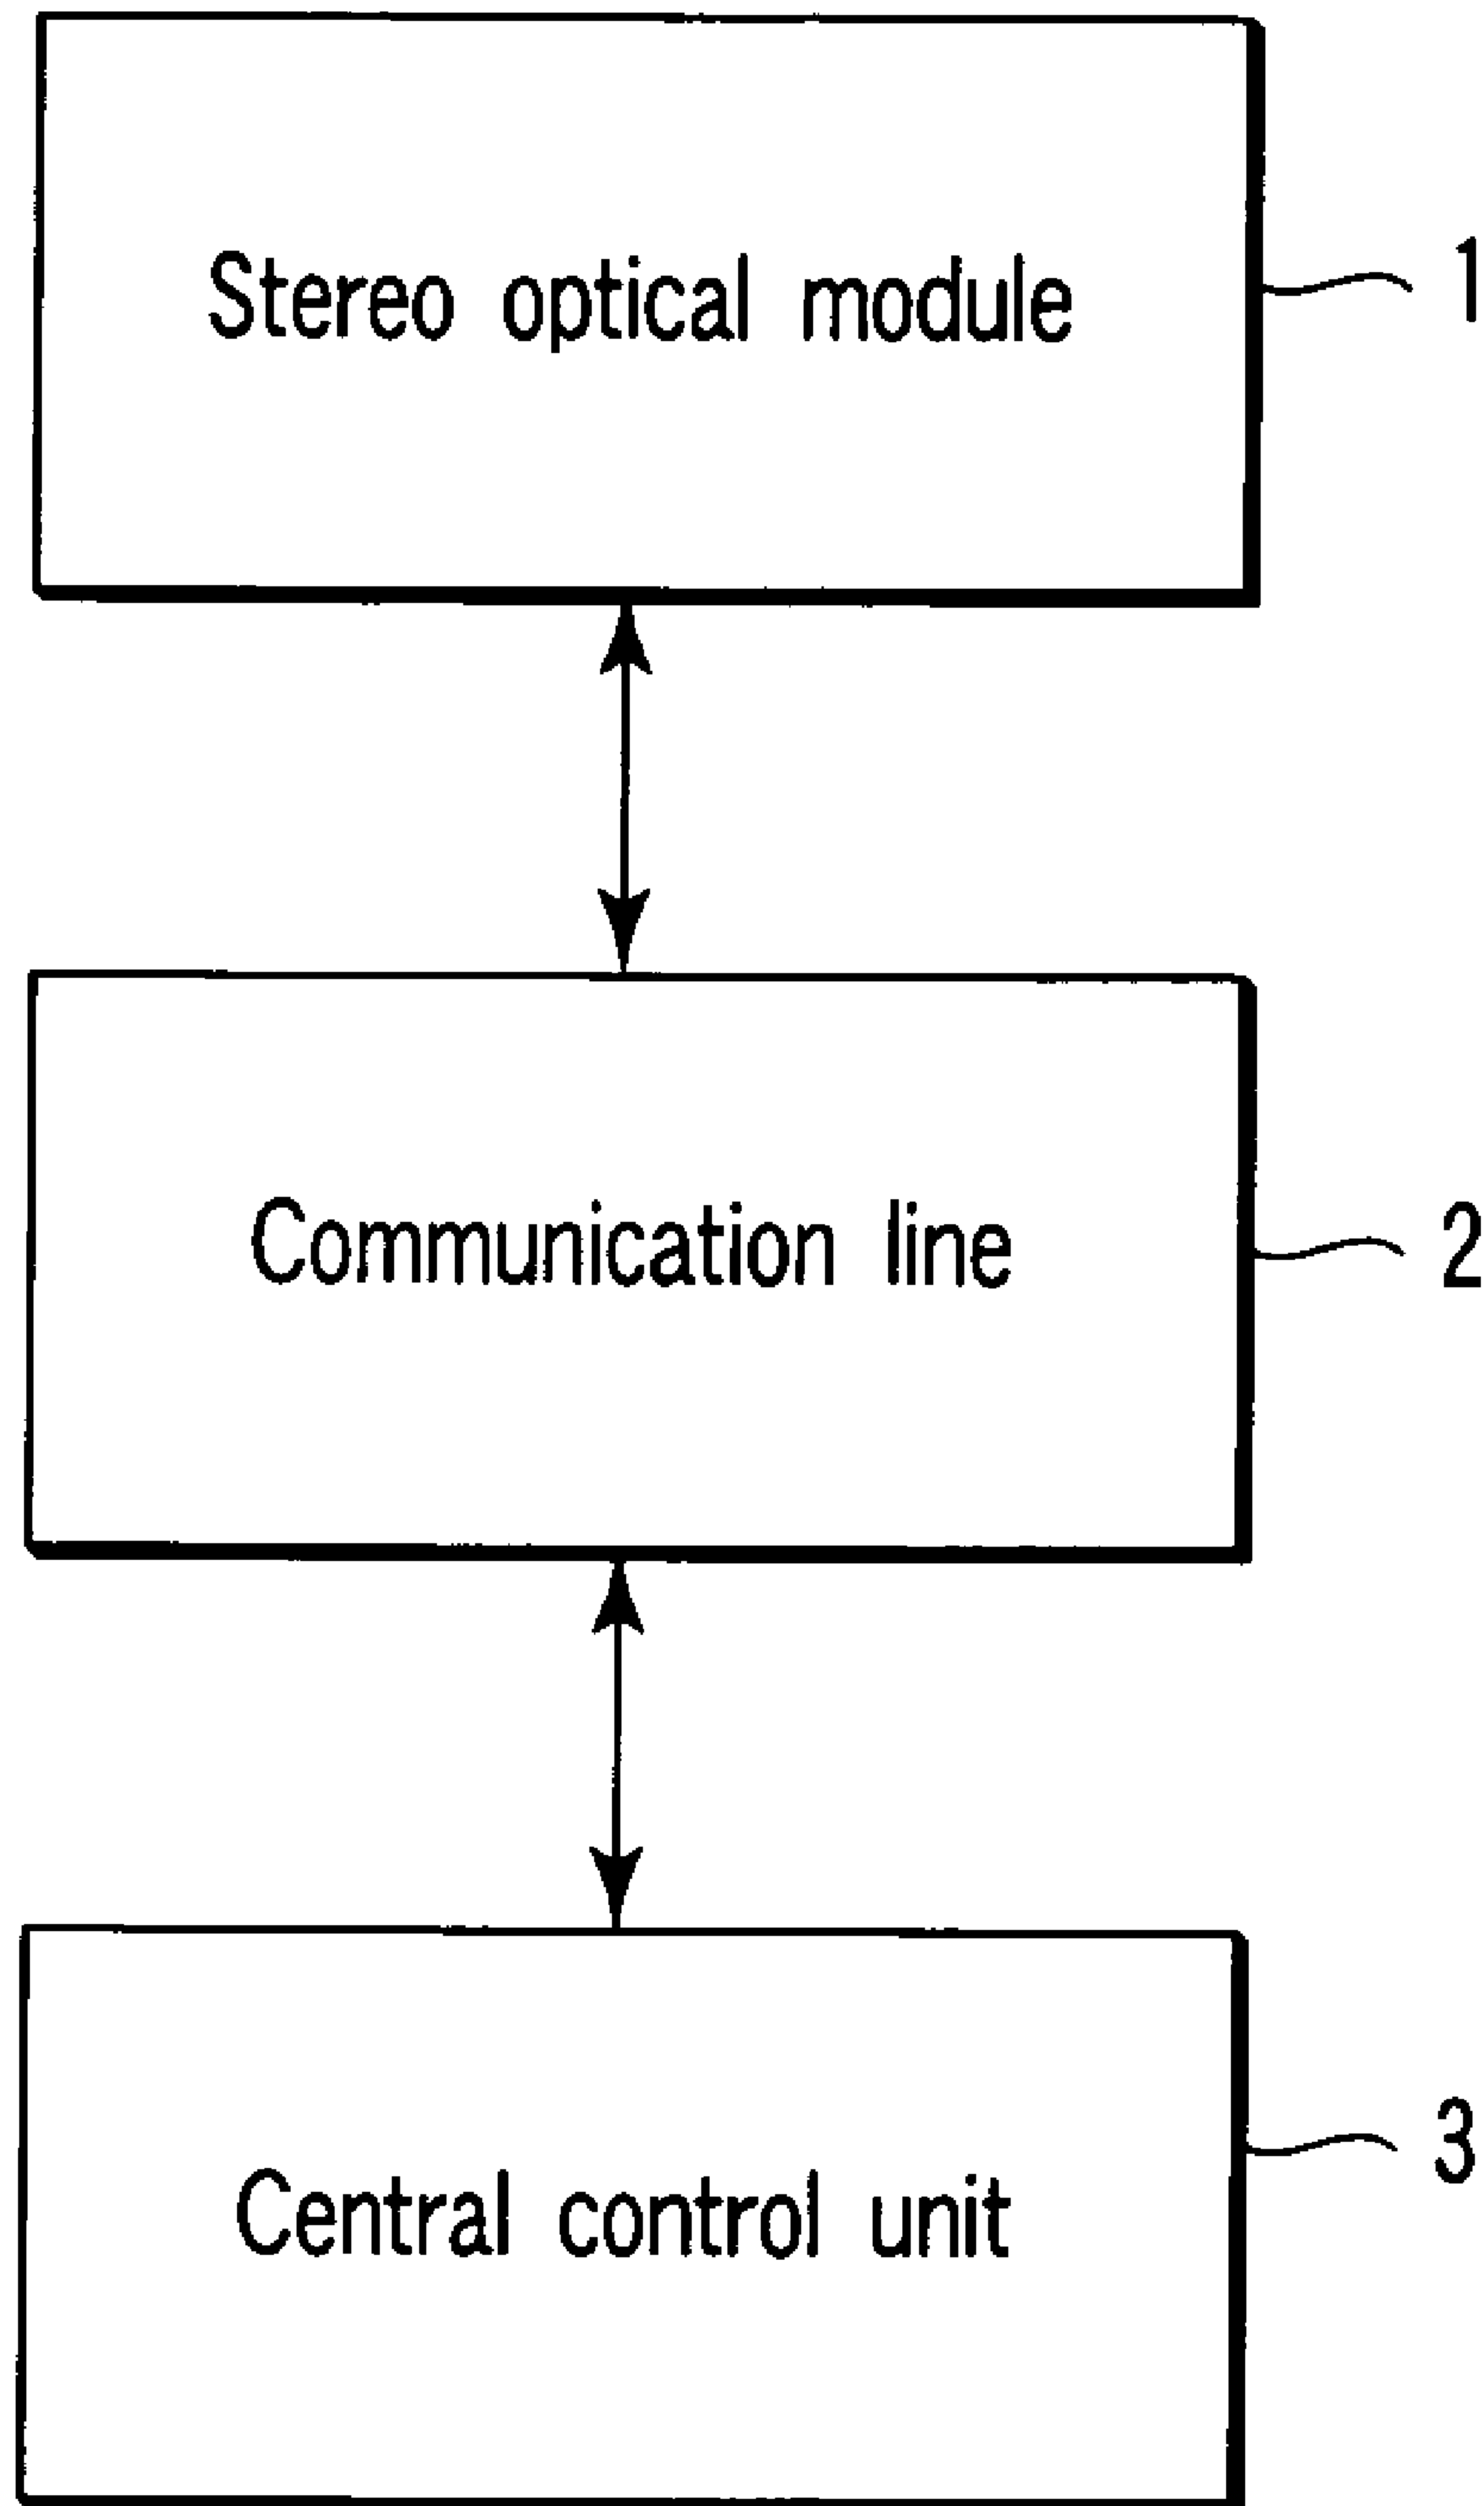 Stereo optical module
1
Communication line
2
Central control unit
3